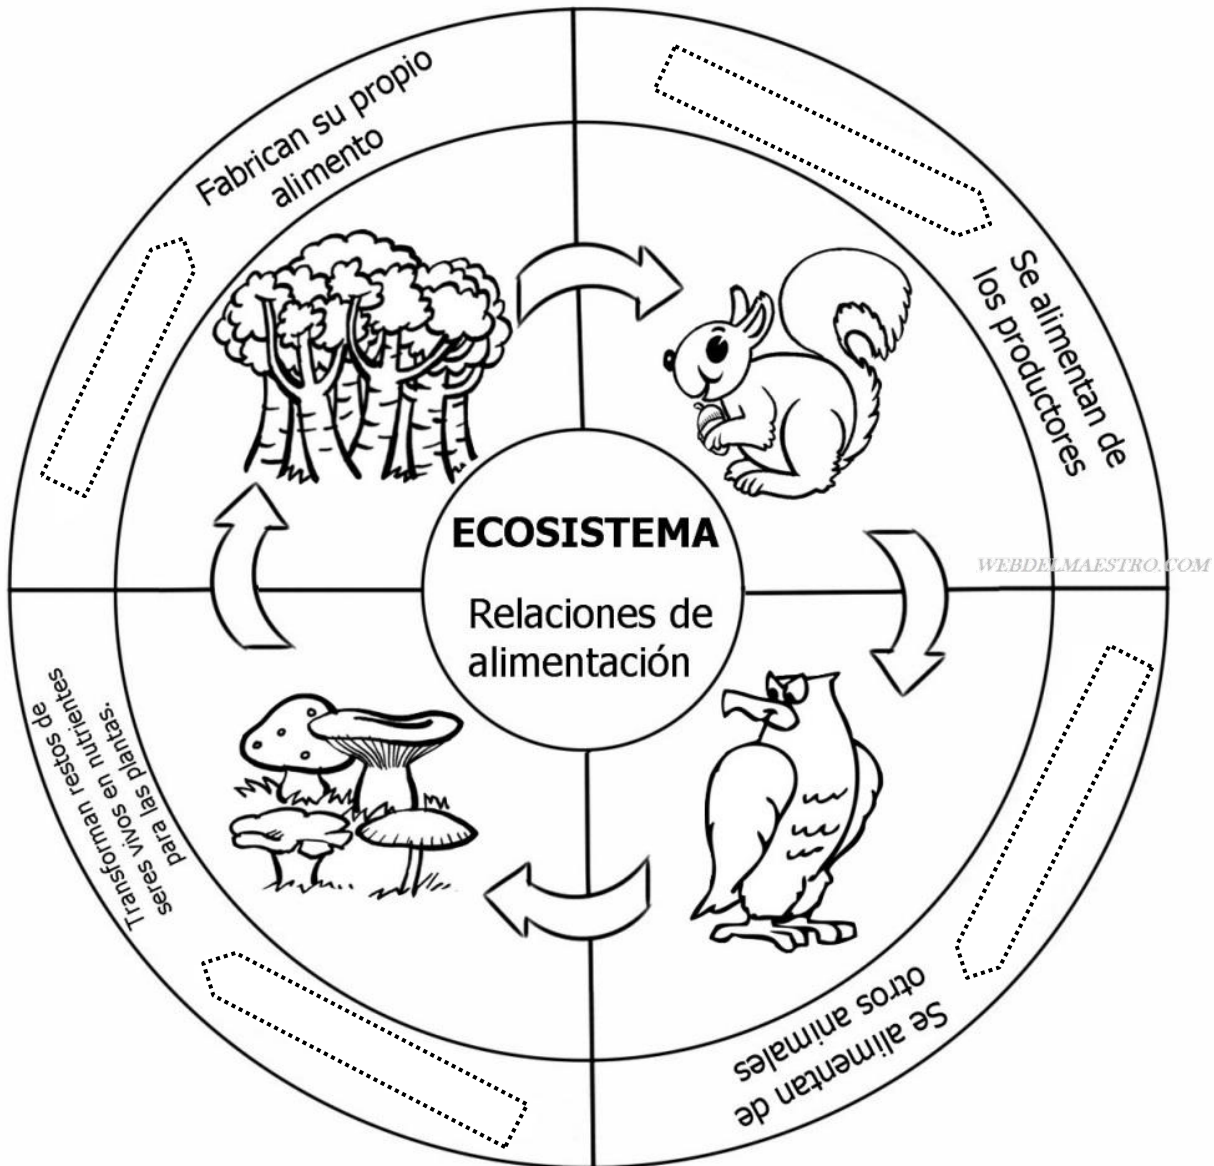 Fabrican su propio
alimento
Se alimentan de
los productores
ECOSISTEMA
Relaciones de
alimentación
WEBDELMAESTRO.COM
Transforman restos de
seres vivos en nutrientes
para las plantas.
Se alimentan de
otros animales